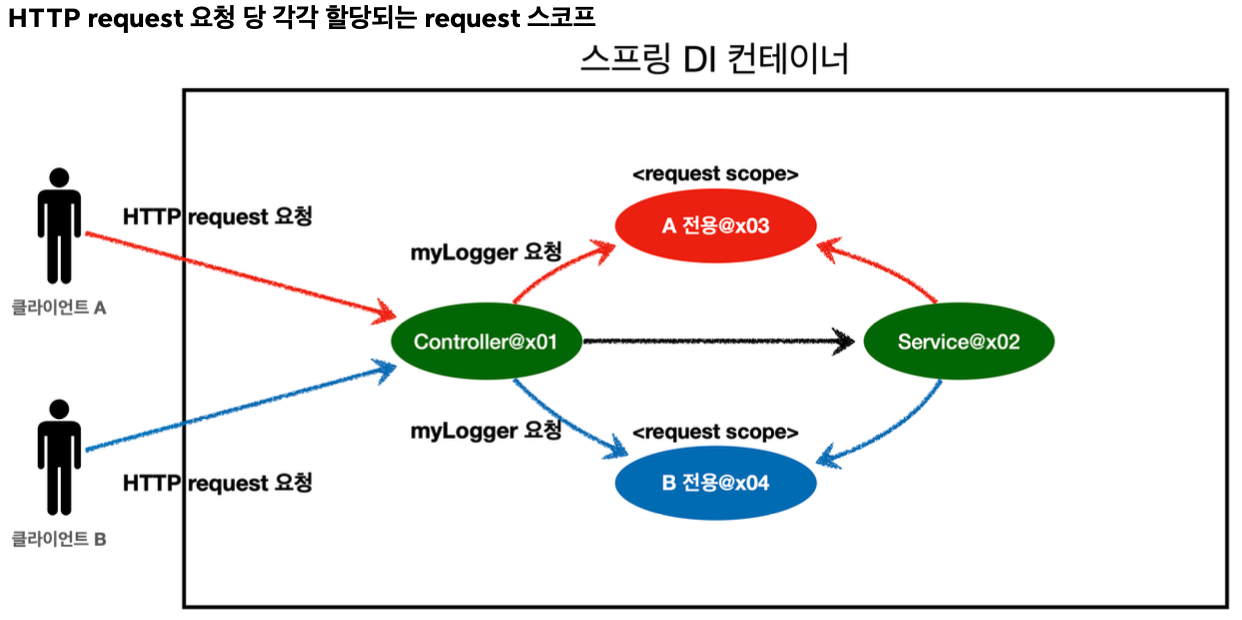 HTTP request 요청 당 각각 할당되는 request 스코프
스프링 DI 컨테이너
<request scope>
A 전용@x03
HTTP request 요청
myLogger 요청
클라이언트 A
Controller@x01
Service@x02
myLogger 요청
<request scope>
B 전용@x04
HTTP request 요청
클라이언트 B